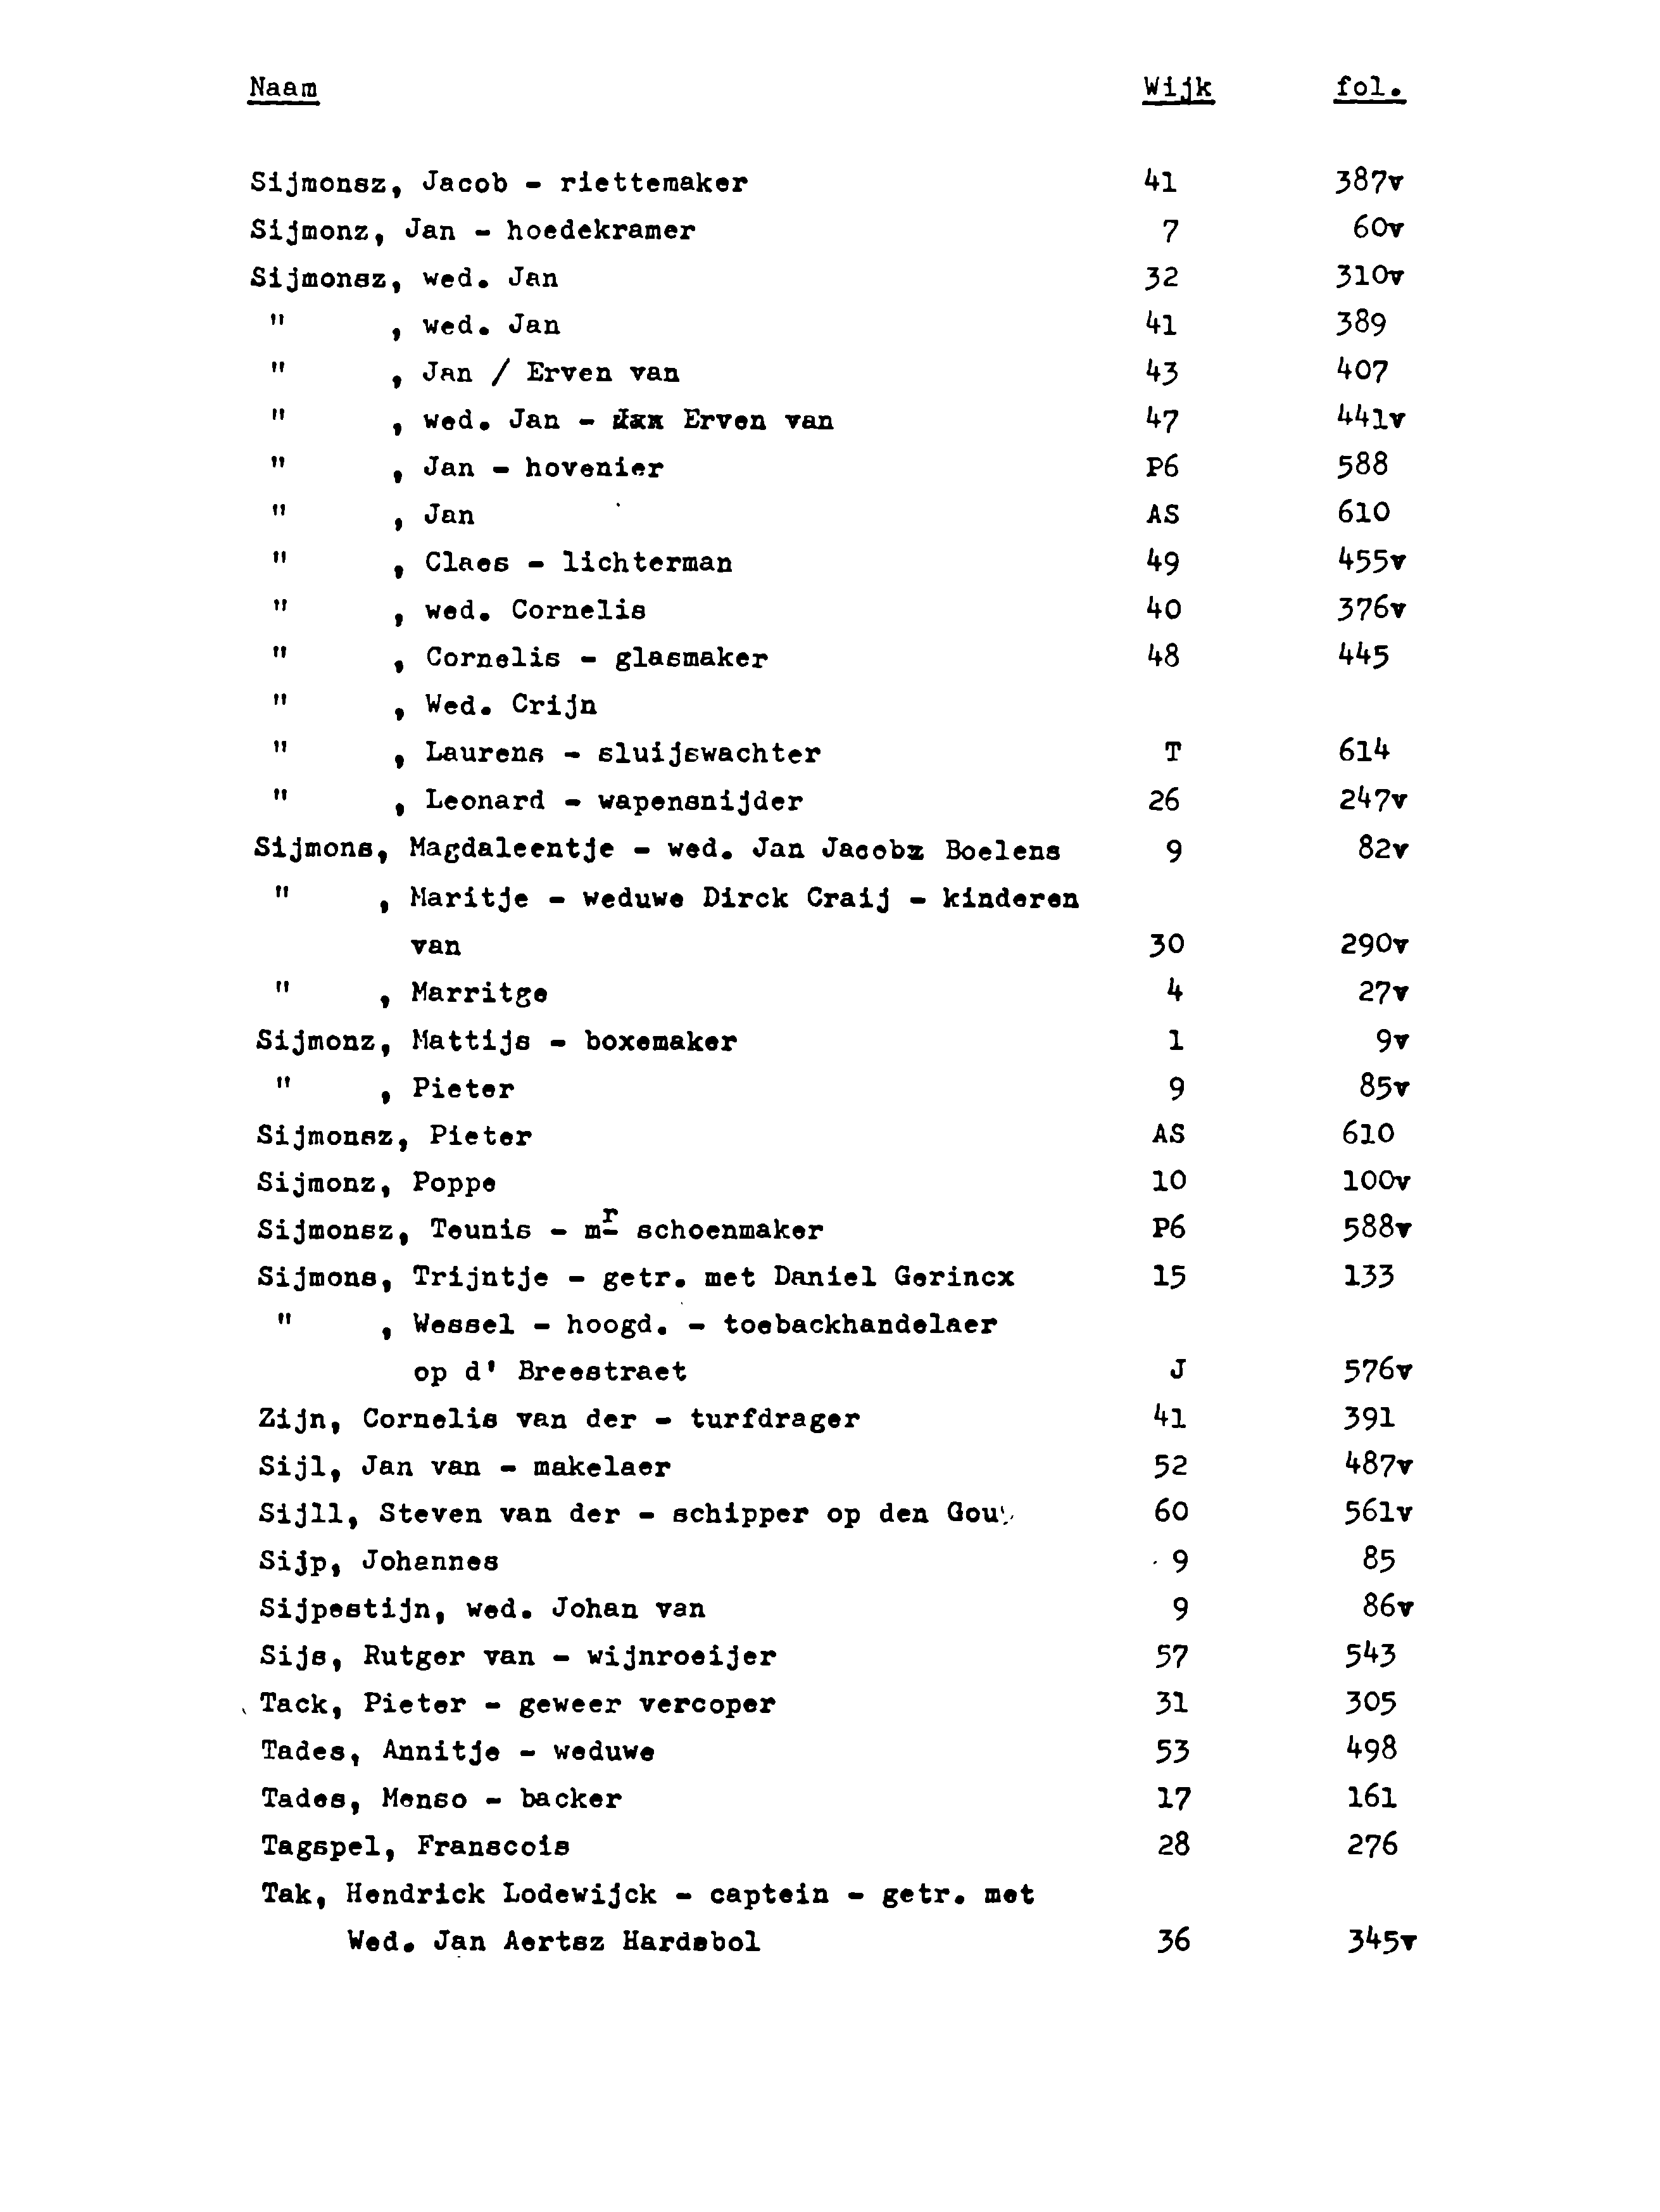 Naam Wijk fol.
Sijmonsz, Jacob - riettemaker 41 387v
Sijmonz, Jan - hoedekramer 7 60v
Sijmonsz, wed. Jan 32 310v
" , wed. Jan 41 389
" , Jan / Erven van 43 407
" , wed. Jan - Erven van 47 441v
" , Jan - hovenier P6 588
" , Jan AS 610
" , Claes - lichterman 49 455v
" , wed. Cornelis 40 376v
" , Cornelis - glasmaker 48 445
" , Wed. Crijn
" , Laurens - sluijswachter T 614
" , Leonard - wapensnijder 26 247v
Sijmons, Magdaleentje - wed. Jan Jacobz Boelens 9 82v
" , Maritje - weduwe Dirck Craij - kinderen
van 30 290v
" , Marritge 4 27v
Sijmonz, Mattijs - boxemaker 1 9v
" , Pieter 9 85v
Sijmonsz, Pieter AS 610
Sijmonz, Poppe 10 100v
Sijmonsz, Teunis - mr schoenmaker P6 588v
Sijmons, Trijntje - getr. met Daniel Gerincx 15 133
" , Wessel - hoogd. - toebackhandelaer
op d' Breestraet J 576v
Zijn, Cornelis van der - turfdrager 41 391
Sijl, Jan van - makelaer 52 487v
Sijll, Steven van der - schipper op den 60 561v
Sijp, Johannes 9 85
Sijpestijn, wed. Johan van 9 86v
Sijs, Rutger van - wijnroeijer 57 543
Tack, Pieter - geweer vercoper 31 305
Tades, Annitje - weduwe 53 498
Tades, Menso - backer 17 161
Tagspel, Franscois 28 276
Tak, Hendrick Lodewijck - captein - getr. met
Wed. Jan Aertsz Hardebol 36 345v